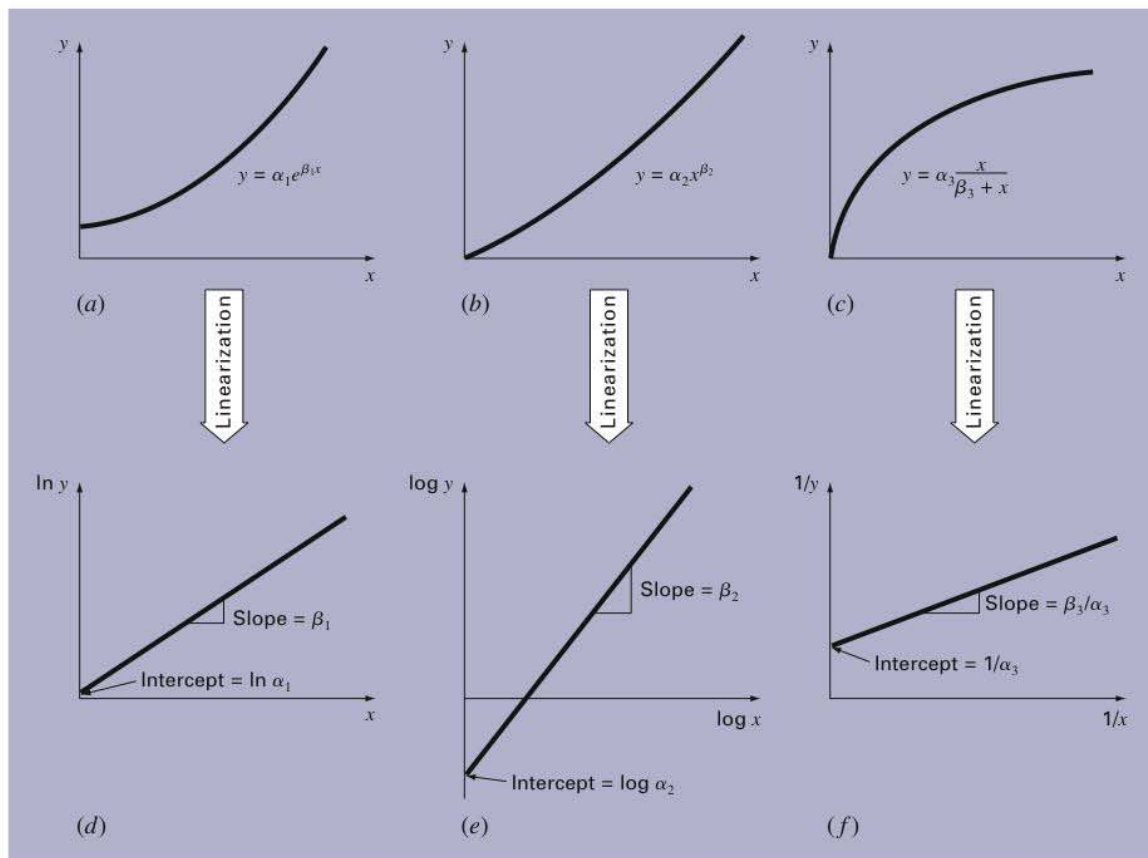 y
y
y
y = α₁e^{β₁x}
y = α₂x^{β₂}
y = α₃ x/(β₃ + x)
x
x
x
(a)
(b)
(c)
Linearization
Linearization
Linearization
ln y
log y
1/y
Slope = β₁
Slope = β₂
Slope = β₃/α₃
Intercept = ln α₁
Intercept = 1/α₃
x
log x
1/x
Intercept = log α₂
(d)
(e)
(f)